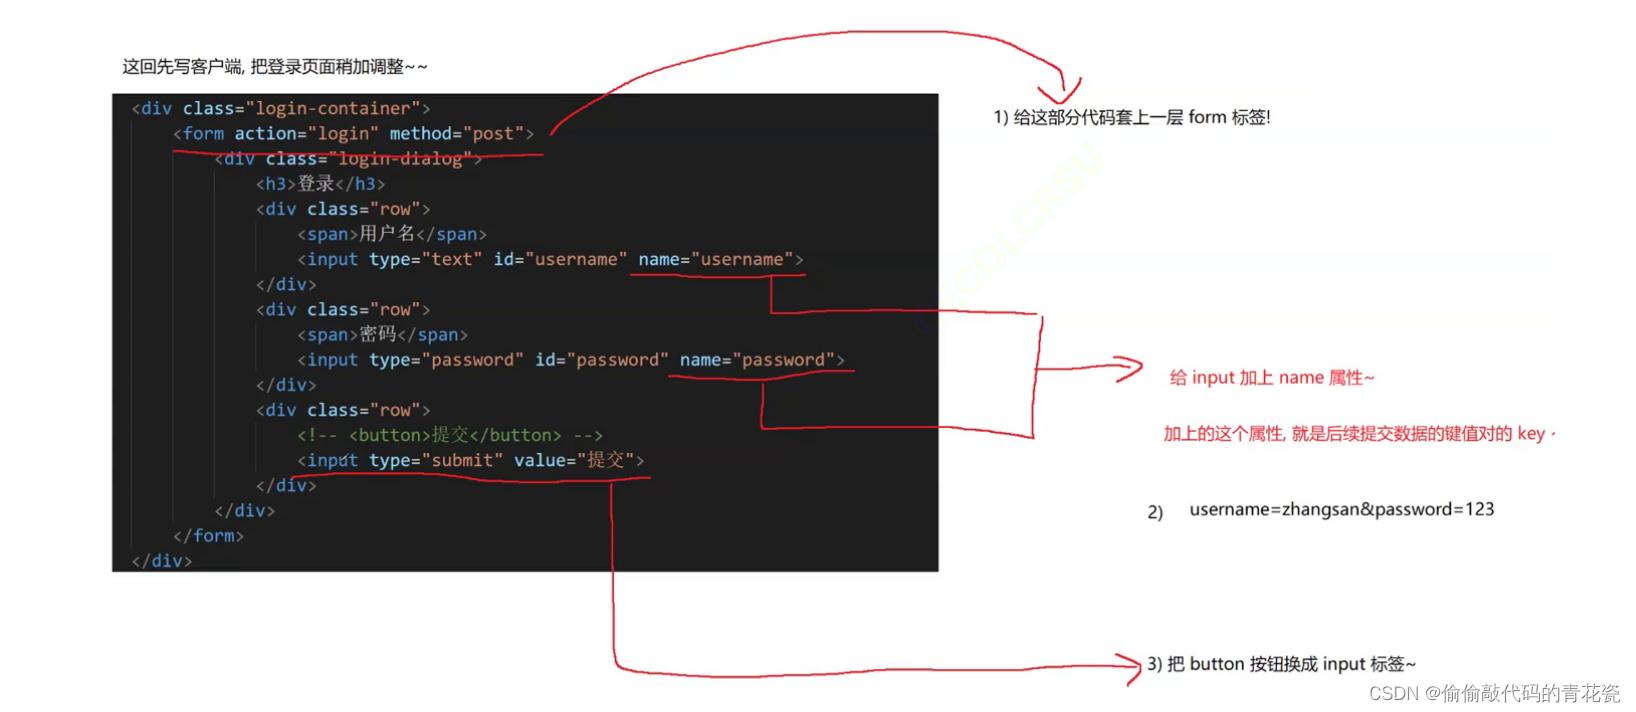 这回先写客户端, 把登录页面稍加调整~~
<div class="login-container">
<form action="login" method="post">
<div class="login-dialog">
<h3>登录</h3>
<div class="row">
<span>用户名</span>
<input type="text" id="username" name="username">
</div>
<div class="row">
<span>密码</span>
<input type="password" id="password" name="password">
</div>
<div class="row">
<!-- <button>提交</button> -->
<input type="submit" value="提交">
</div>
</div>
</form>
</div>
1) 给这部分代码套上一层 form 标签!
给 input 加上 name 属性~
加上的这个属性, 就是后续提交数据的键值对的 key
2) username=zhangsan&password=123
3) 把 button 按钮换成 input 标签~
CSDN @偷偷敲代码的青花瓷